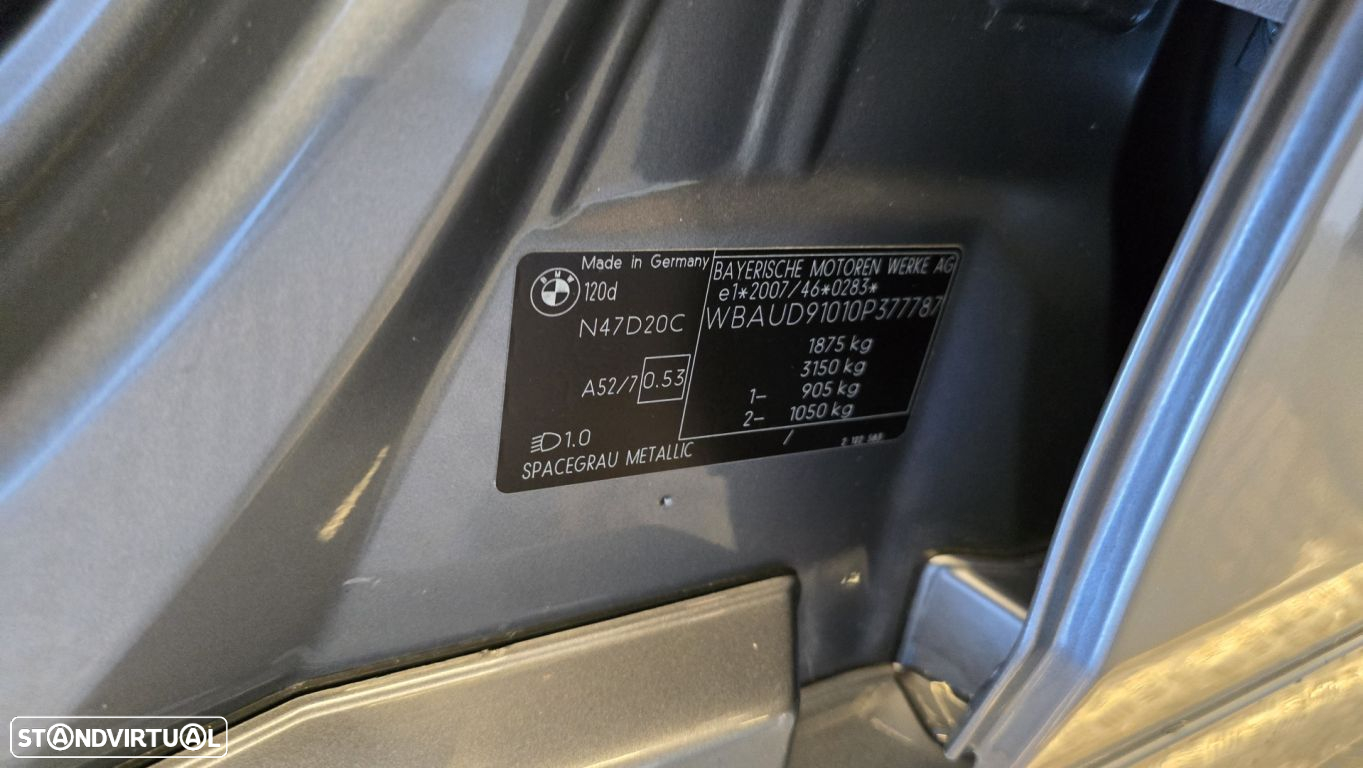 Made in Germany
BMW
120d
N47D20C
A52/7 0.53
1.0
SPACEGRAU METALLIC
BAYERISCHE MOTOREN WERKE AG
e1*2007/46*0283*
WBAUD91010P377787
1875 kg
3150 kg
1– 905 kg
2– 1050 kg
/
STANDVIRTUAL